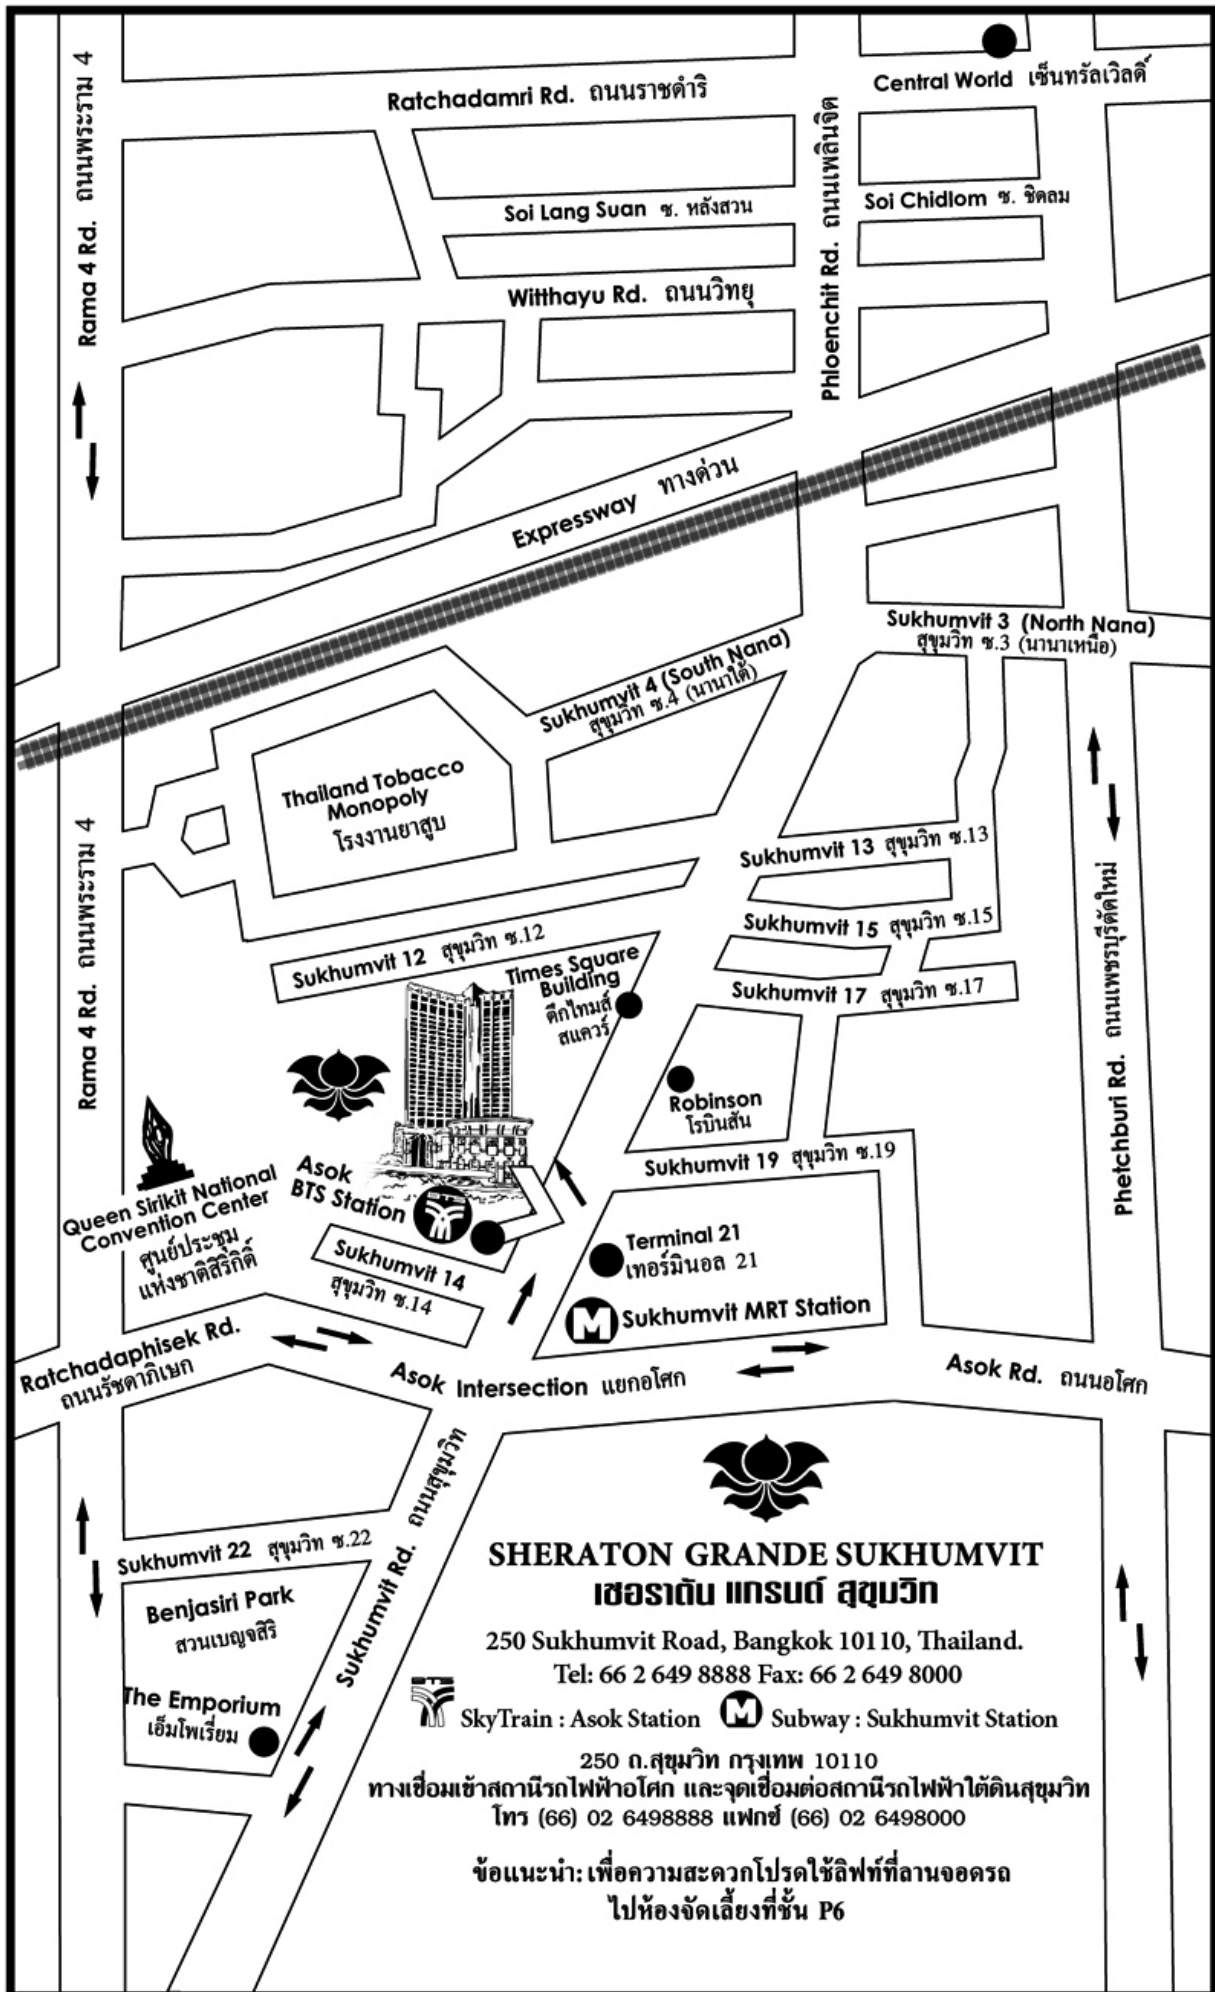 Central World เซ็นทรัลเวิลดิ์
Ratchadamri Rd. ถนนราชดำริ
Rama 4 Rd. ถนนพระราม 4
Phloenchit Rd. ถนนเพลินจิต
Soi Lang Suan ซ. หลังสวน
Soi Chidlom ซ. ชิดลม
Witthayu Rd. ถนนวิทยุ
Expressway ทางด่วน
Sukhumvit 3 (North Nana)
สุขุมวิท ซ.3 (นานาเหนือ)
Sukhumvit 4 (South Nana)
สุขุมวิท ซ.4 (นานาใต้)
Thailand Tobacco
Monopoly
โรงงานยาสูบ
Sukhumvit 13 สุขุมวิท ซ.13
Rama 4 Rd. ถนนพระราม 4
Phetchburi Rd. ถนนเพชรบุรีตัดใหม่
Sukhumvit 15 สุขุมวิท ซ.15
Sukhumvit 12 สุขุมวิท ซ.12
Times Square
Building
ตึกไทมส์
สแควร์
Sukhumvit 17 สุขุมวิท ซ.17
Robinson
โรบินสัน
Sukhumvit 19 สุขุมวิท ซ.19
Asok
BTS Station
BTS
Queen Sirikit National
Convention Center
ศูนย์ประชุม
แห่งชาติสิริกิติ์
Sukhumvit 14
สุขุมวิท ซ.14
Terminal 21
เทอร์มินอล 21
M Sukhumvit MRT Station
Ratchadaphisek Rd.
ถนนรัชดาภิเษก
Asok Intersection แยกอโศก
Asok Rd. ถนนอโศก
Sukhumvit Rd. ถนนสุขุมวิท
Sukhumvit 22 สุขุมวิท ซ.22
Benjasiri Park
สวนเบญจสิริ
The Emporium
เอ็มโพเรี่ยม
SHERATON GRANDE SUKHUMVIT
เชอราตัน แกรนด์ สุขุมวิท
250 Sukhumvit Road, Bangkok 10110, Thailand.
Tel: 66 2 649 8888 Fax: 66 2 649 8000
BTS SkyTrain : Asok Station M Subway : Sukhumvit Station
250 ถ.สุขุมวิท กรุงเทพ 10110
ทางเชื่อมเข้าสถานีรถไฟฟ้าอโศก และจุดเชื่อมต่อสถานีรถไฟฟ้าใต้ดินสุขุมวิท
โทร (66) 02 6498888 แฟกซ์ (66) 02 6498000
ข้อแนะนำ: เพื่อความสะดวกโปรดใช้ลิฟท์ที่ลานจอดรถ
ไปห้องจัดเลี้ยงที่ชั้น P6